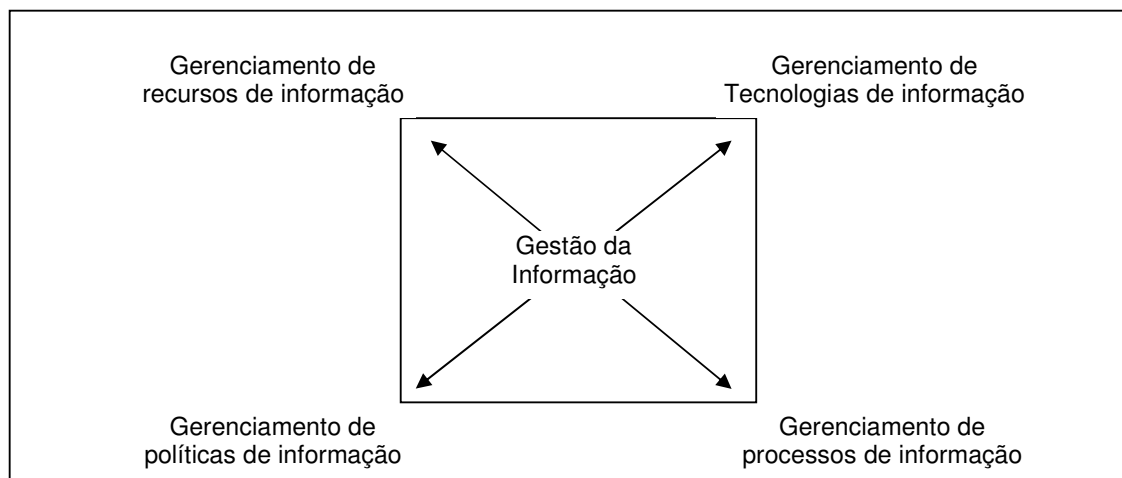 Gerenciamento de
recursos de informação
Gerenciamento de
Tecnologias de informação
Gestão da
Informação
Gerenciamento de
políticas de informação
Gerenciamento de
processos de informação